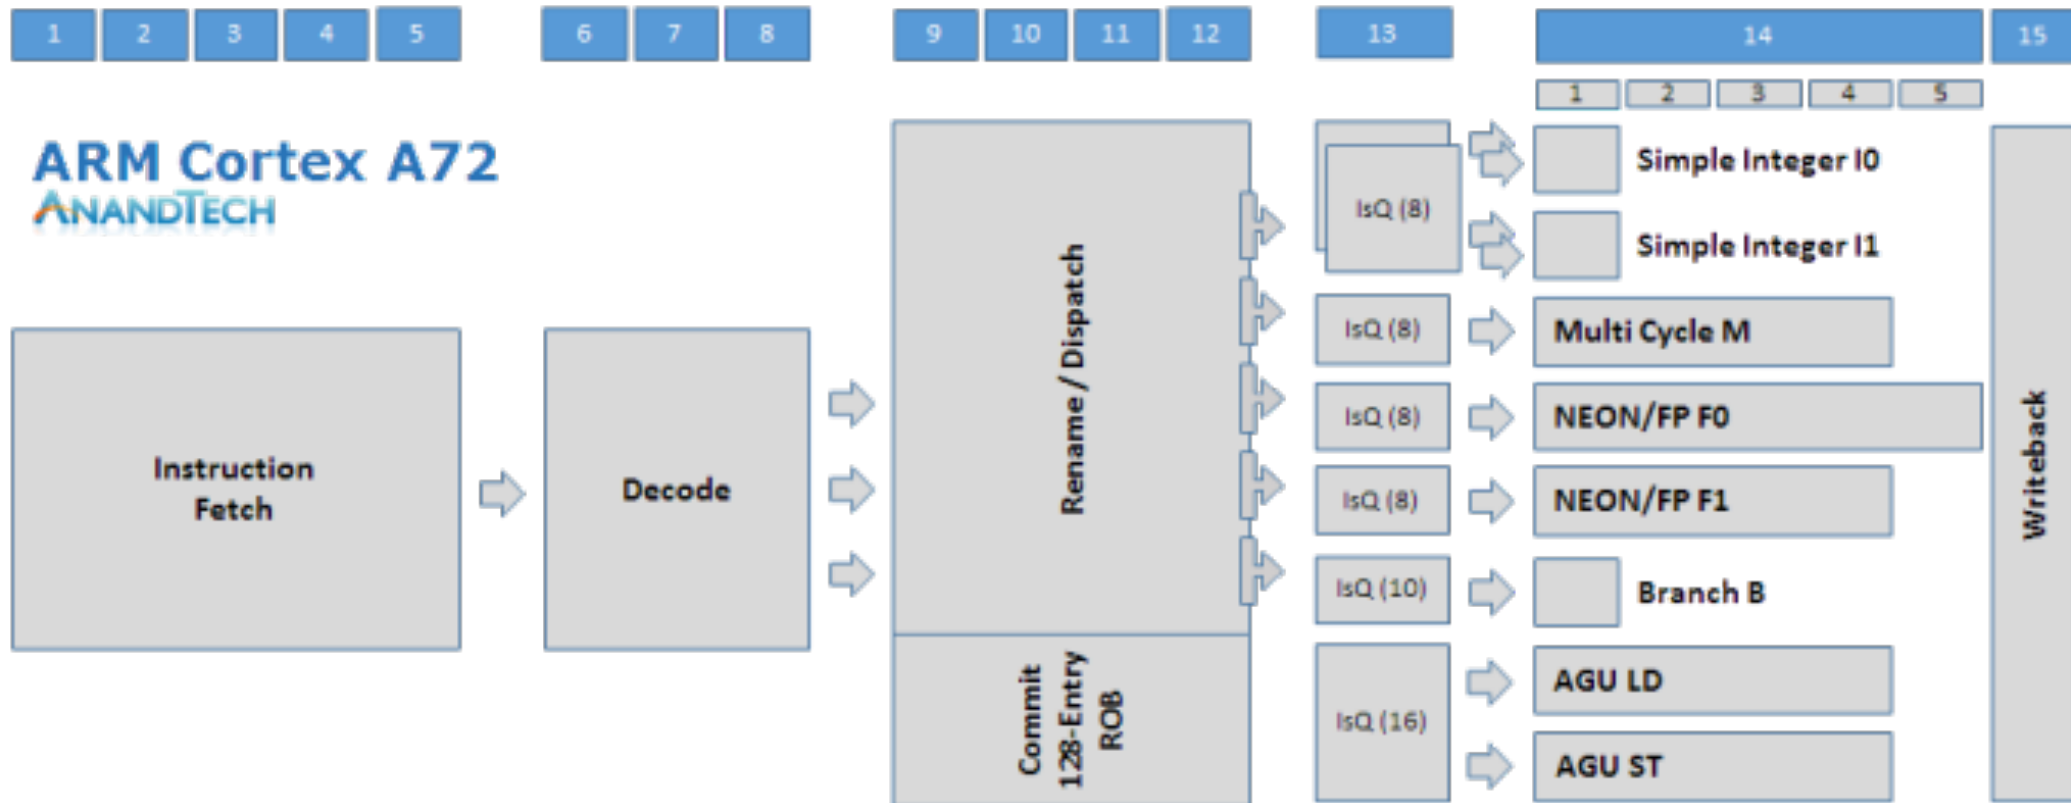 1 2 3 4 5 6 7 8 9 10 11 12 13 14 15
1 2 3 4 5
ARM Cortex A72
ANANDTECH
Instruction
Fetch
Decode
Rename / Dispatch
Commit
128-Entry
ROB
IsQ (8)
IsQ (8)
IsQ (8)
IsQ (8)
IsQ (10)
IsQ (16)
Simple Integer I0
Simple Integer I1
Multi Cycle M
NEON/FP F0
NEON/FP F1
Branch B
AGU LD
AGU ST
Writeback